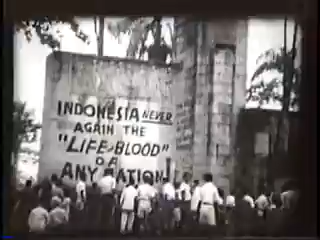 INDONESIA NEVER
AGAIN THE
"LIFE-BLOOD"
OF
ANY NATION!